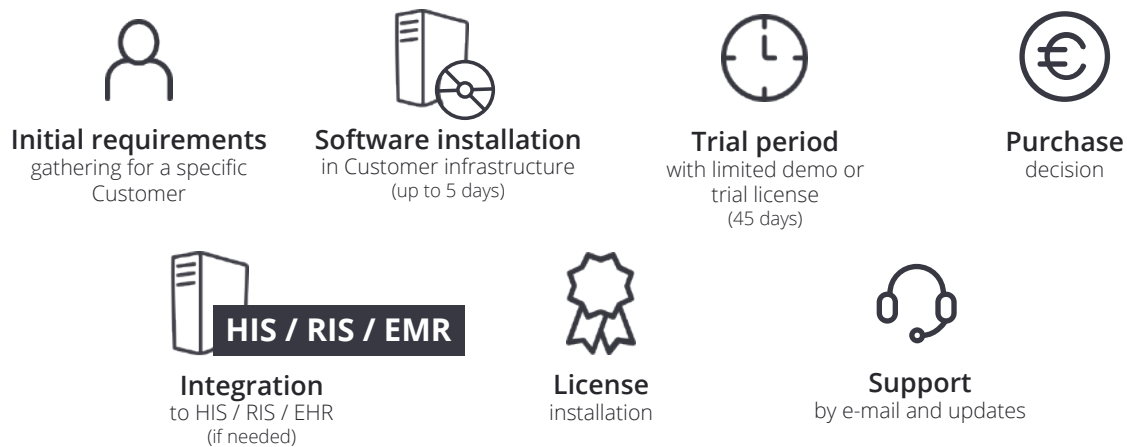 Initial requirements
gathering for a specific
Customer
Software installation
in Customer infrastructure
(up to 5 days)
Trial period
with limited demo or
trial license
(45 days)
Purchase
decision
HIS / RIS / EMR
Integration
to HIS / RIS / EHR
(if needed)
License
installation
Support
by e-mail and updates